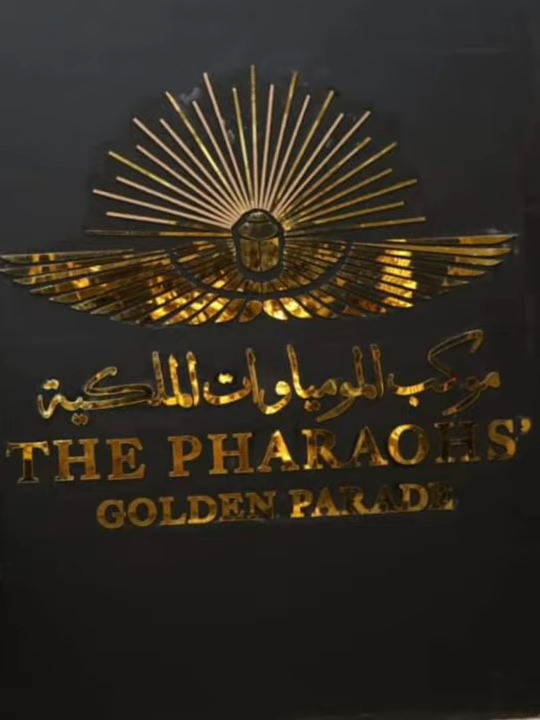 موكب المومياوات الملكية
THE PHARAOHS'
GOLDEN PARADE